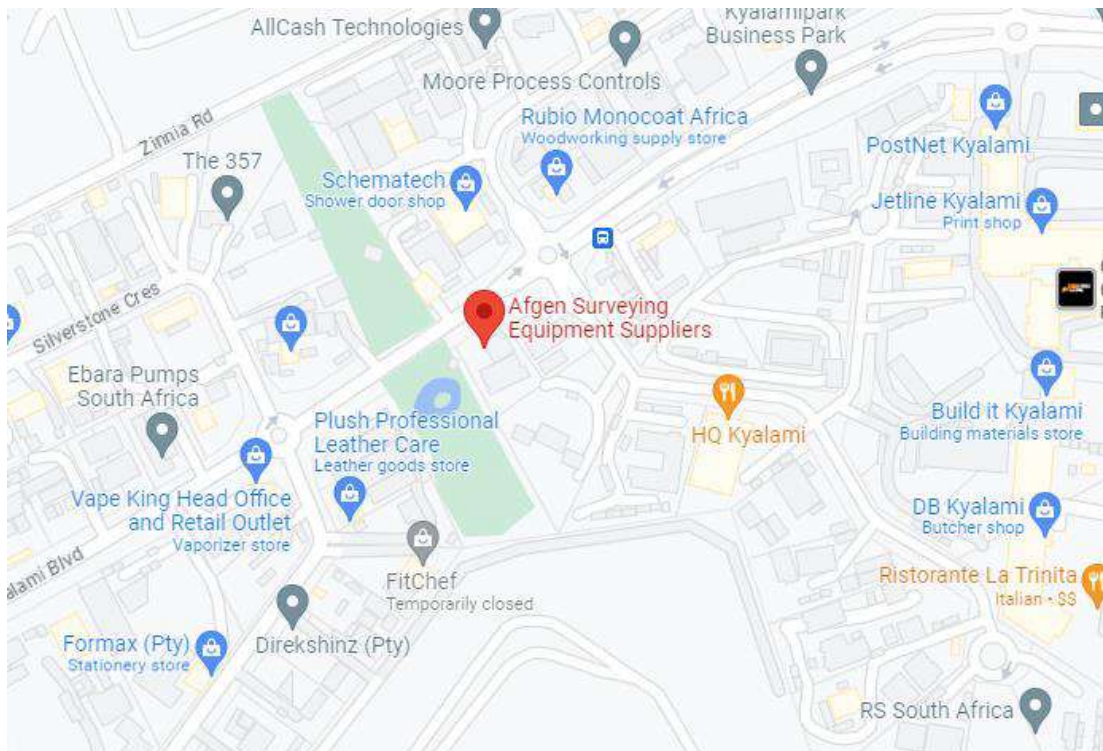 AllCash Technologies
Kyalamipark
Business Park
Moore Process Controls
Rubio Monocoat Africa
Woodworking supply store
PostNet Kyalami
Zinnia Rd
The 357
Schematech
Shower door shop
Jetline Kyalami
Print shop
Silverstone Cres
Afgen Surveying
Equipment Suppliers
Ebara Pumps
South Africa
Plush Professional
Leather Care
Leather goods store
HQ Kyalami
Build it Kyalami
Building materials store
Vape King Head Office
and Retail Outlet
Vaporizer store
DB Kyalami
Butcher shop
alami Blvd
FitChef
Temporarily closed
Ristorante La Trinita
Italian • $$
Formax (Pty)
Stationery store
Direkshinz (Pty)
RS South Africa